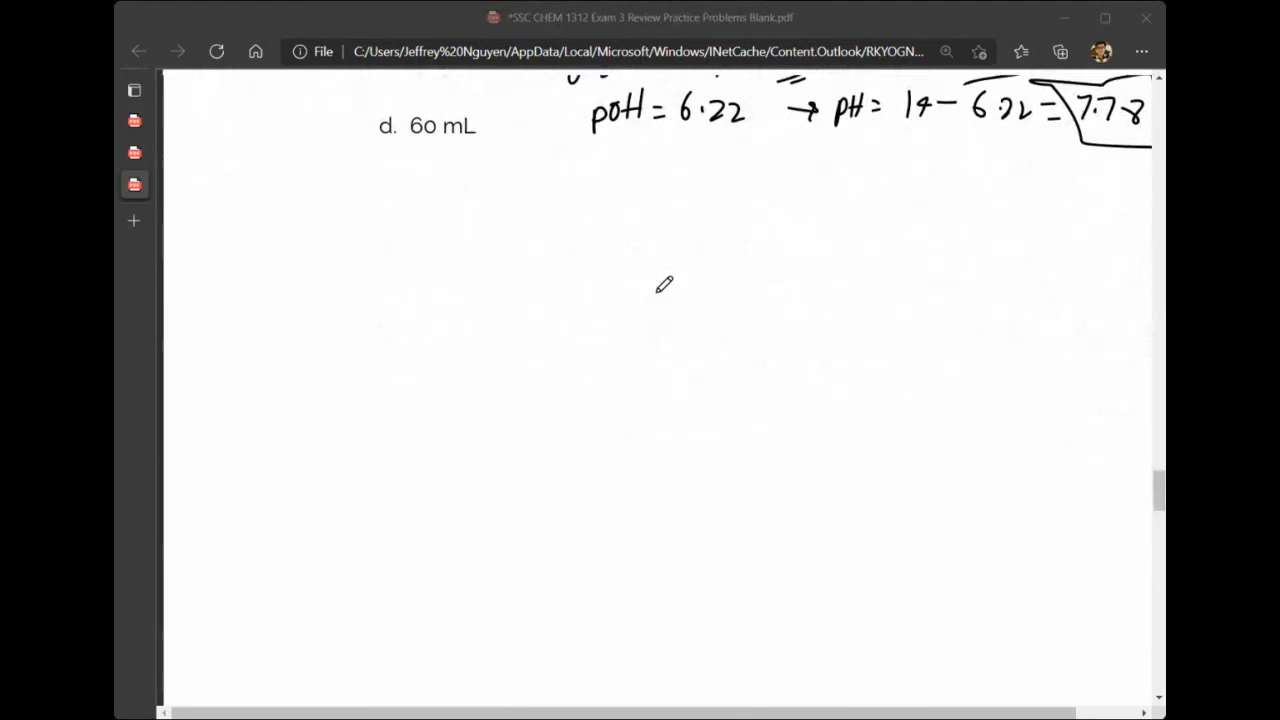 *SSC CHEM 1312 Exam 3 Review Practice Problems Blank.pdf
File | C:/Users/Jeffrey%20Nguyen/AppData/Local/Microsoft/Windows/INetCache/Content.Outlook/RKYOGN...
pOH = 6.22 → pH = 14 - 6.22 = 7.78
d. 60 mL